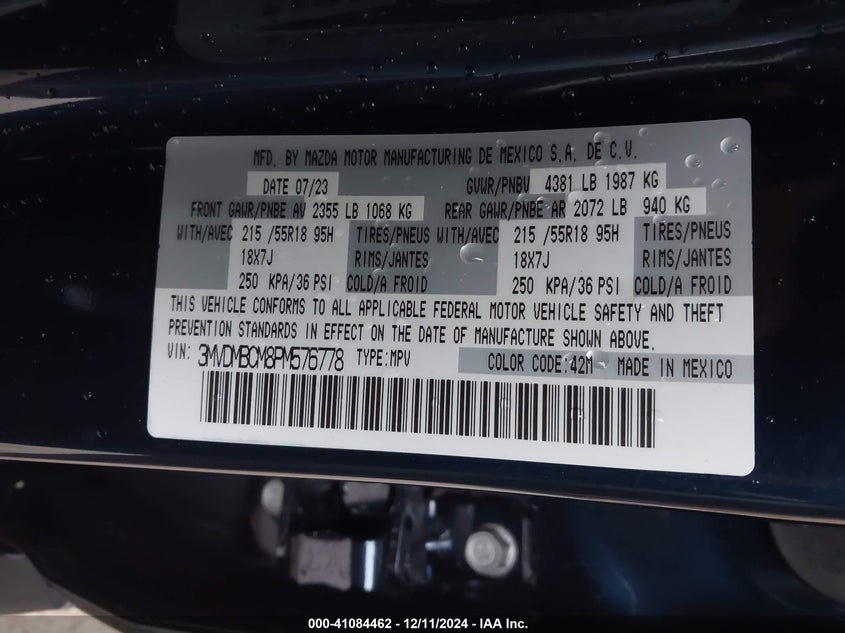 MFD. BY MAZDA MOTOR MANUFACTURING DE MEXICO S.A. DE C.V.
DATE 07/23 GVWR/PNBV 4381 LB 1987 KG
FRONT GAWR/PNBE AV 2355 LB 1068 KG REAR GAWR/PNBE AR 2072 LB 940 KG
WITH/AVEC 215 /55R18 95H TIRES/PNEUS WITH/AVEC 215 /55R18 95H TIRES/PNEUS
18X7J RIMS/JANTES 18X7J RIMS/JANTES
250 KPA/36 PSI COLD/A FROID 250 KPA/36 PSI COLD/A FROID
THIS VEHICLE CONFORMS TO ALL APPLICABLE FEDERAL MOTOR VEHICLE SAFETY AND THEFT
PREVENTION STANDARDS IN EFFECT ON THE DATE OF MANUFACTURE SHOWN ABOVE.
VIN: 3MVDMBCM8PM576778 TYPE:MPV COLOR CODE:42M MADE IN MEXICO
000-41084462 - 12/11/2024 - IAA Inc.